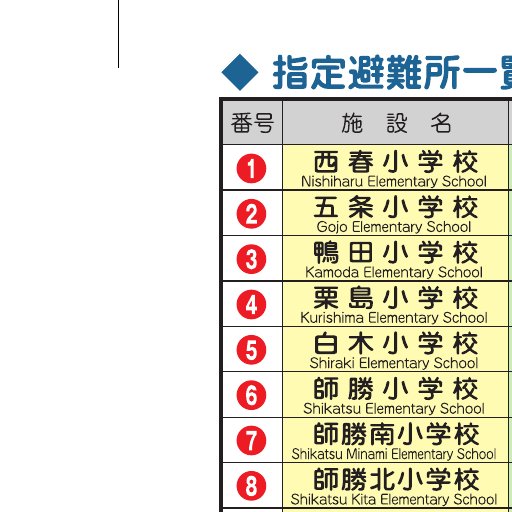 ◆ 指定避難所一覧
番号 施設名
1 西春小学校
Nishiharu Elementary School
2 五条小学校
Gojo Elementary School
3 鴨田小学校
Kamoda Elementary School
4 栗島小学校
Kurishima Elementary School
5 白木小学校
Shiraki Elementary School
6 師勝小学校
Shikatsu Elementary School
7 師勝南小学校
Shikatsu Minami Elementary School
8 師勝北小学校
Shikatsu Kita Elementary School